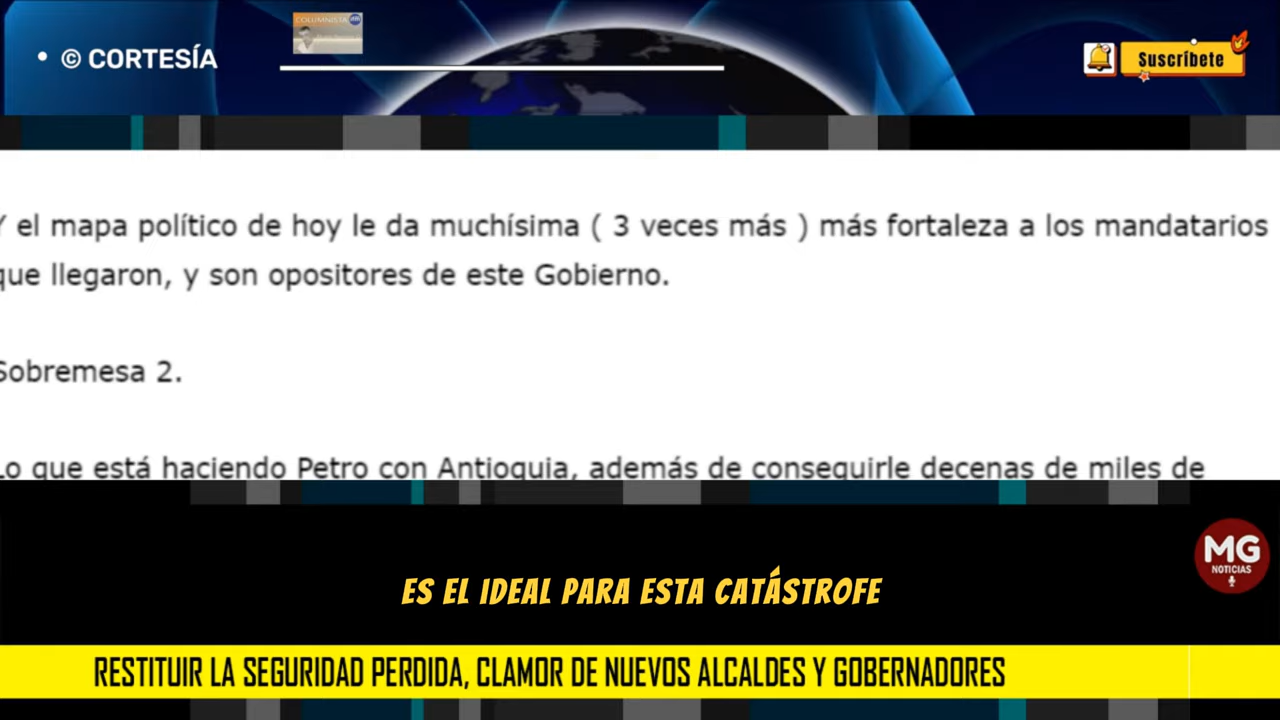 • © CORTESÍA
COLUMNISTA
Suscríbete
Y el mapa político de hoy le da muchísima ( 3 veces más ) más fortaleza a los mandatarios
que llegaron, y son opositores de este Gobierno.
Sobremesa 2.
Lo que está haciendo Petro con Antioquia, además de conseguirle decenas de miles de
MG
NOTICIAS
ES EL IDEAL PARA ESTA CATÁSTROFE
RESTITUIR LA SEGURIDAD PERDIDA, CLAMOR DE NUEVOS ALCALDES Y GOBERNADORES